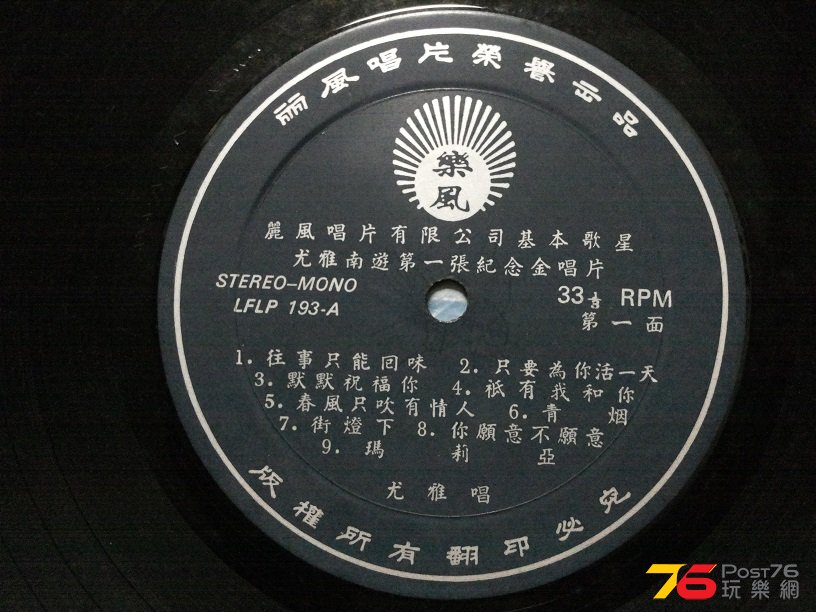 丽風唱片榮譽出品
樂風
麗風唱片有限公司基本歌星
尤雅南遊第一張紀念金唱片
STEREO–MONO
LFLP 193-A
33⅓ RPM
第一面
1. 往事只能回味 2. 只要為你活一天
3. 默默祝福你 4. 祇有我和你
5. 春風只吹有情人 6. 青烟
7. 街燈下 8. 你願意不願意
9. 瑪莉亞
尤雅唱
版權所有翻印必究
76 POST76
玩樂網